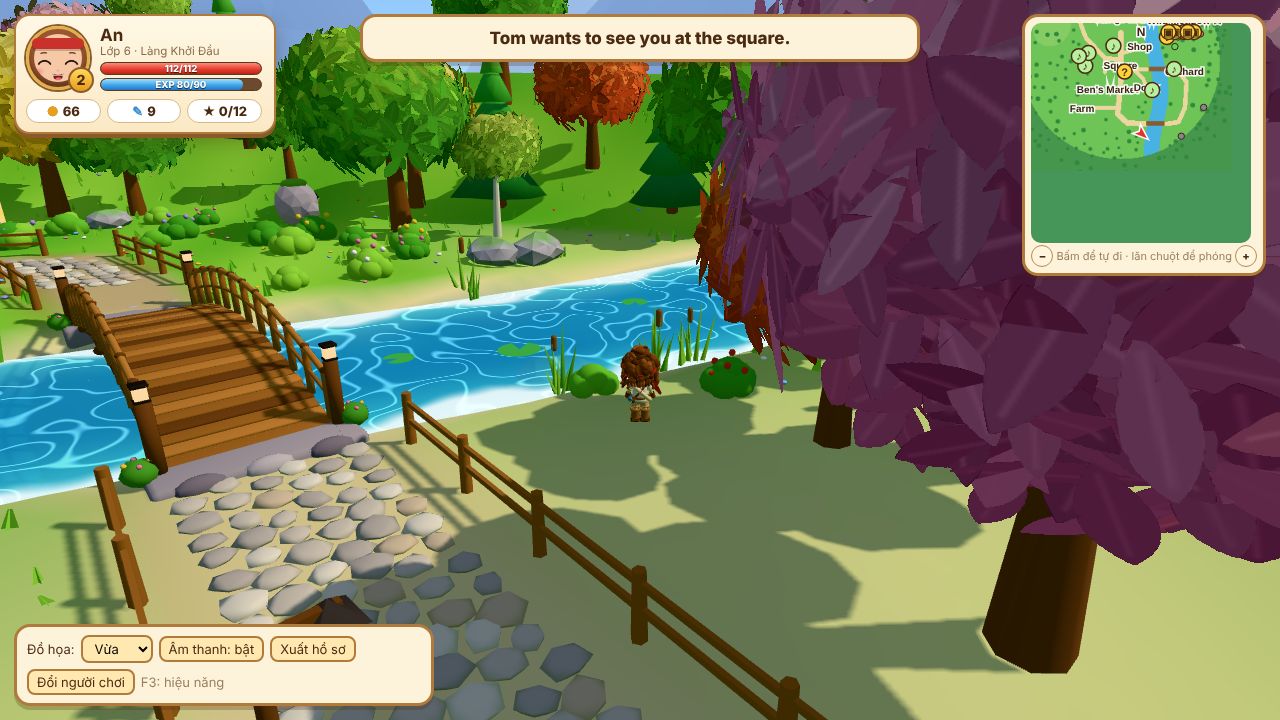 An
Lớp 6 · Làng Khởi Đầu
112/112
EXP 80/90
2
66
9
★ 0/12
Tom wants to see you at the square.
N
Shop
Ben's Marke
Farm
Bấm để tự đi · lăn chuột để phóng
Đồ họa:
Vừa
Âm thanh: bật
Xuất hồ sơ
Đổi người chơi
F3: hiệu năng